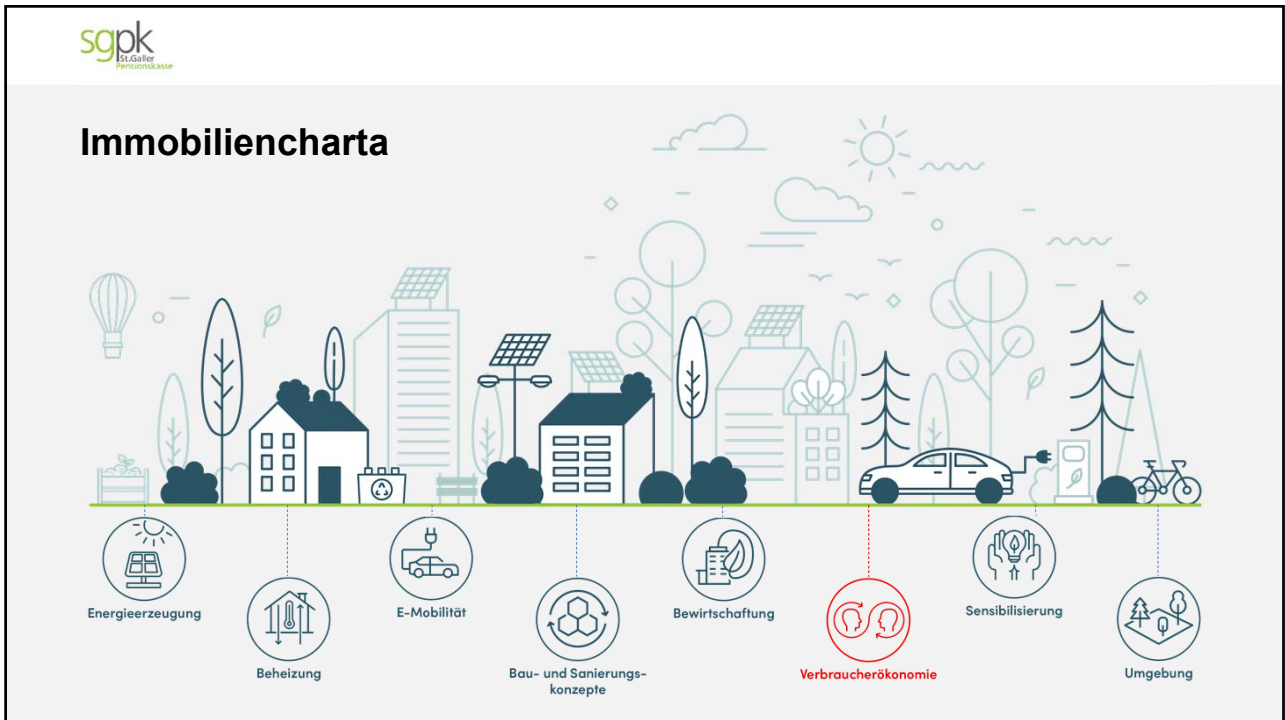 sgpk
St.Galler
Pensionskasse
Immobiliencharta
Energieerzeugung
Beheizung
E-Mobilität
Bau- und Sanierungs-
konzepte
Bewirtschaftung
Verbraucherökonomie
Sensibilisierung
Umgebung